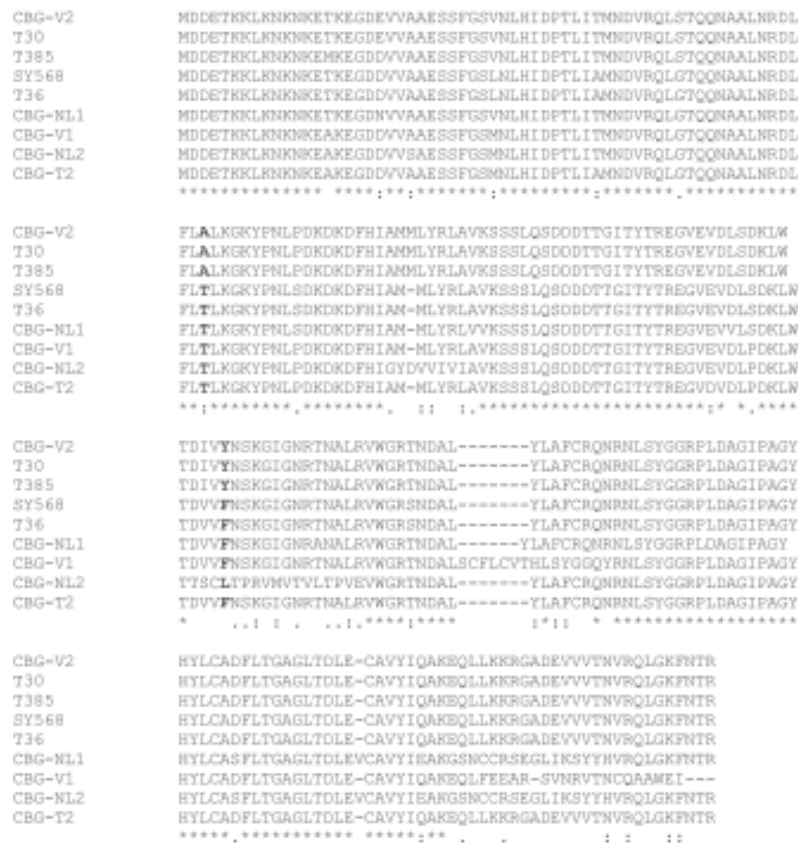 CBG-V2 MDDETKKLKNKNKETKEGDEVVAAESSFGSVNLHIDPTLITMNDVRQLSTQQNAALNRDL
T30 MDDETKKLKNKNKETKEGDEVVAAESSFGSVNLHIDPTLITMNDVRQLSTQQNAALNRDL
T385 MDDETKKLKNKNKEMKEGDDVVAAESSFGSVNLHIDPTLITMNDVRQLSTQQNAALNRDL
SY568 MDDETKKLKNKNKETKEGDDVVAAESSFGSLNLHIDPTLIAMNDVRQLGTQQNAALNRDL
T36 MDDETKKLKNKNKETKEGDDVVAAESSFGSLNLHIDPTLIAMNDVRQLGTQQNAALNRDL
CBG-NL1 MDDETKKLKNKNKETKEGDNVVAAESSFGSVNLHIDPTLITMNDVRQLSTQQNAALNRDL
CBG-V1 MDDETKKLKNKNKEAKEGDDVVAAESSFGSMNLHIDPTLITMNDVRQLGTQQNAALNRDL
CBG-NL2 MDDETKKLKNKNKEAKEGDDVVSAESSFGSMNLHIDPTLITMNDVRQLGTQQNAALNRDL
CBG-T2 MDDETKKLKNKNKEAKEGDDVVAAESSFGSMNLHIDPTLIAMNDVRQLGTQQNAALNRDL
************** ****:**:*******:*********:*******.***********
CBG-V2 FLALKGKYPNLPDKDKDFHIAMMLYRLAVKSSSLQSDDDTTGITYTREGVEVDLSDKLW
T30 FLALKGKYPNLPDKDKDFHIAMMLYRLAVKSSSLQSDDDTTGITYTREGVEVDLSDKLW
T385 FLALKGKYPNLPDKDKDFHIAMMLYRLAVKSSSLQSDDDTTGITYTREGVEVDLSDKLW
SY568 FLTLKGKYPNLSDKDKDFHIAM-MLYRLAVKSSSLQSDDDTTGITYTREGVEVDLSDKLW
T36 FLTLKGKYPNLSDKDKDFHIAM-MLYRLAVKSSSLQSDDDTTGITYTREGVEVDLSDKLW
CBG-NL1 FLTLKGKYPNLPDKDKDFHIAM-MLYRLVVKSSSLQSDDDTTGITYTREGVEVVLSDKLW
CBG-V1 FLTLKGKYPNLPDKDKDFHIAM-MLYRLAVKSSSLQSDDDTTGITYTREGVEVDLPDKLW
CBG-NL2 FLTLKGKYPNLPDKDKDFHIGYDVVIVIAVKSSSLQSDDDTTGITYTREGVEVDLPDKLW
CBG-T2 FLTLKGKYPNLPDKDKDFHIAM-MLYRLAVKSSSLQSDDDTTGITYTREGVDVDLPDKLW
**:********.********. :: :.**********************:* *.****
CBG-V2 TDIVYNSKGIGNRTNALRVWGRTNDAL-------YLAFCRQNRNLSYGGRPLDAGIPAGY
T30 TDIVYNSKGIGNRTNALRVWGRTNDAL-------YLAFCRQNRNLSYGGRPLDAGIPAGY
T385 TDIVYNSKGIGNRTNALRVWGRTNDAL-------YLAFCRQNRNLSYGGRPLDAGIPAGY
SY568 TDVVFNSKGIGNRTNALRVWGRSNDAL-------YLAFCRQNRNLSYGGRPLDAGIPAGY
T36 TDVVFNSKGIGNRTNALRVWGRSNDAL-------YLAFCRQNRNLSYGGRPLDAGIPAGY
CBG-NL1 TDVVFNSKGIGNRANALRVWGRTNDAL-------YLAFCRQNRNLSYGGRPLDAGIPAGY
CBG-V1 TDVVFNSKGIGNRTNALRVWGRTNDALSCFLCVTHLSYGGQYRNLSYGGRPLDAGIPAGY
CBG-NL2 TTSCLTPRVMVTVLTPVEVWGRTNDAL-------YLAFCRQNRNLSYGGRPLDAGIPAGY
CBG-T2 TDVVFNSKGIGNRTNALRVWGRTNDAL-------YLAFCRQNRNLSYGGRPLDAGIPAGY
* ..: : . ..:.****:**** :*:: * ******************
CBG-V2 HYLCADFLTGAGLTDLE-CAVYIQAKEQLLKKRGADEVVVTNVRQLGKFNTR
T30 HYLCADFLTGAGLTDLE-CAVYIQAKEQLLKKRGADEVVVTNVRQLGKFNTR
T385 HYLCADFLTGAGLTDLE-CAVYIQAKEQLLKKRGADEVVVTNVRQLGKFNTR
SY568 HYLCADFLTGAGLTDLE-CAVYIQAKEQLLKKRGADEVVVTNVRQLGKFNTR
T36 HYLCADFLTGAGLTDLE-CAVYIQAKEQLLKKRGADEVVVTNVRQLGKFNTR
CBG-NL1 HYLCASFLTGAGLTDLE-CAVYIEAKGSNCCRSEGLIKSYYHVRQLGKFNTR
CBG-V1 HYLCADFLTGAGLTDLE-CAVYIQAKEQLFEEAR-SVNRVTNCQAAWEI---
CBG-NL2 HYLCASFLTGAGLTDLEVCAVYIEAKGSNCCRSEGLIKSYYHVRQLGKFNTR
CBG-T2 HYLCADFLTGAGLTDLE-CAVYIQAKEQLLKKRGADEVVVTNVRQLGKFNTR
*****.*********** *****:** . . : : ::